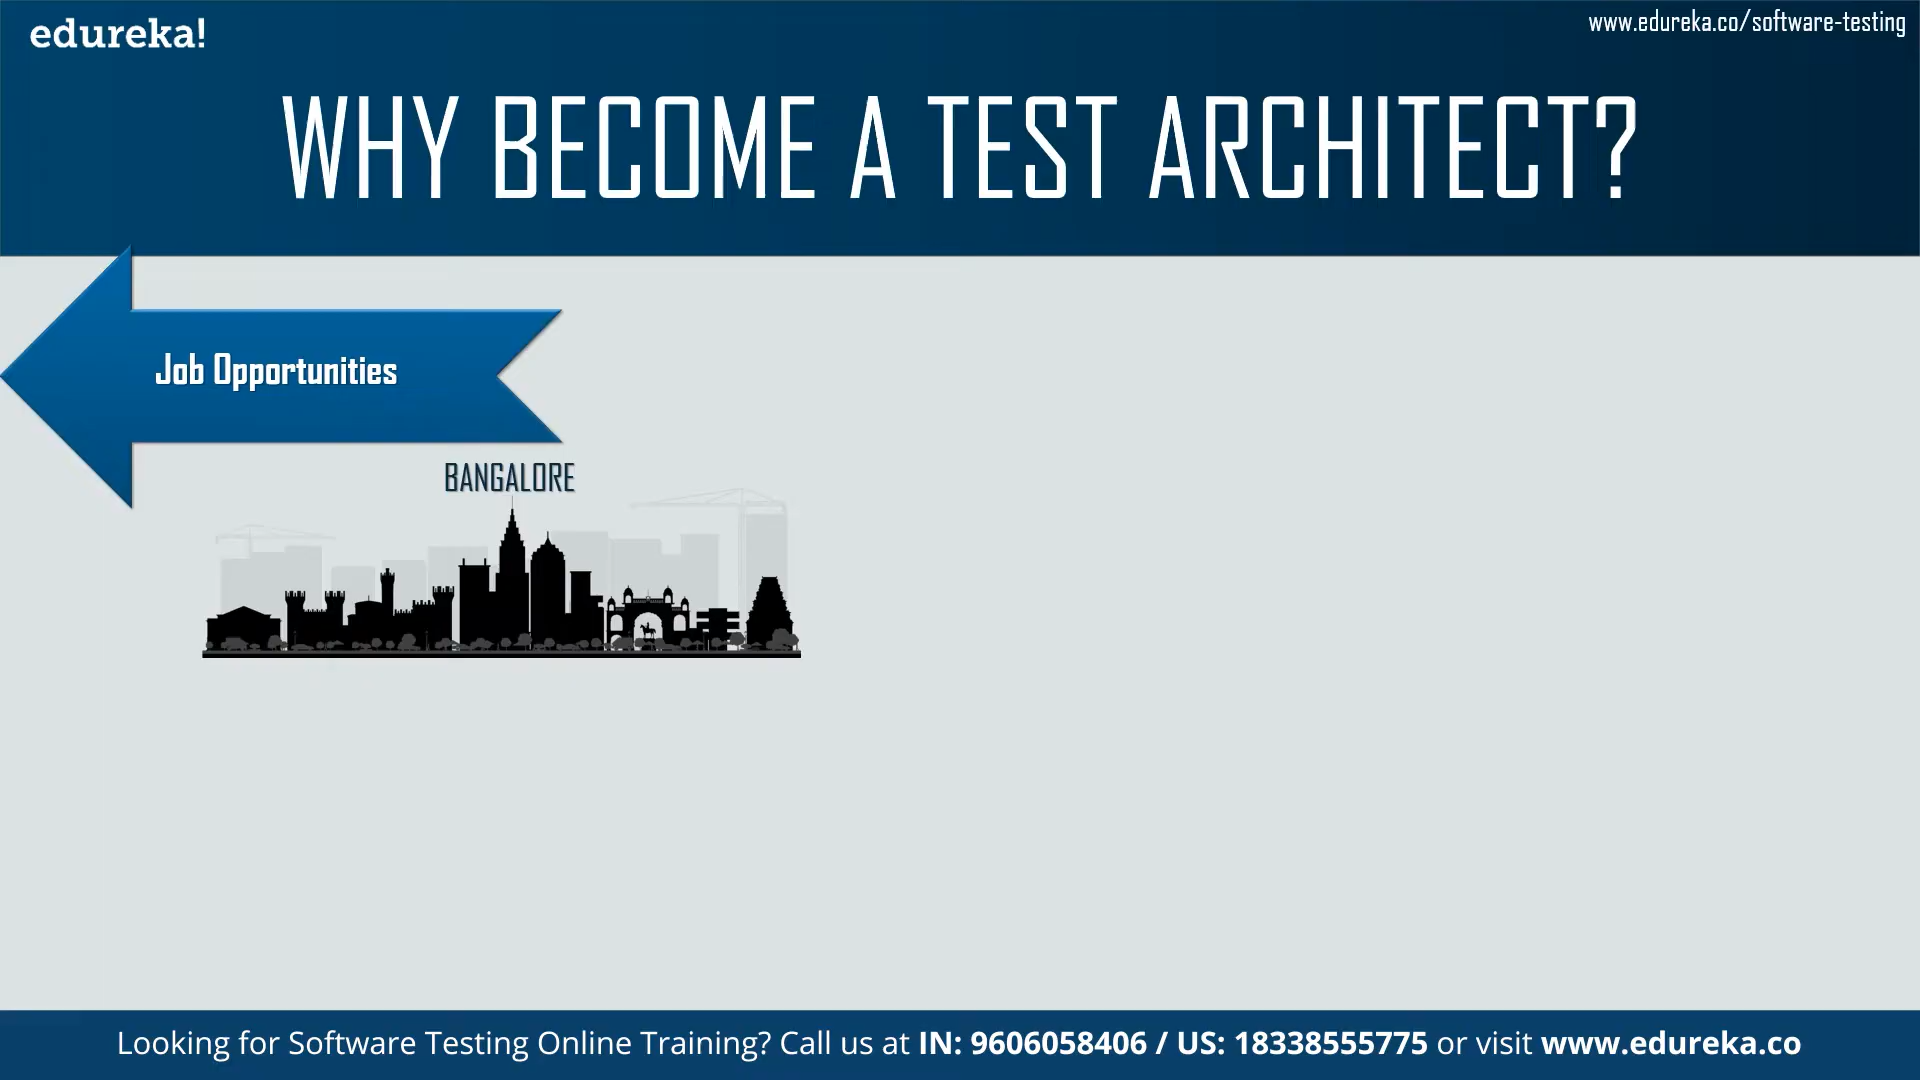 edureka!
www.edureka.co/software-testing
WHY BECOME A TEST ARCHITECT?
Job Opportunities
BANGALORE
Looking for Software Testing Online Training? Call us at IN: 9606058406 / US: 18338555775 or visit www.edureka.co